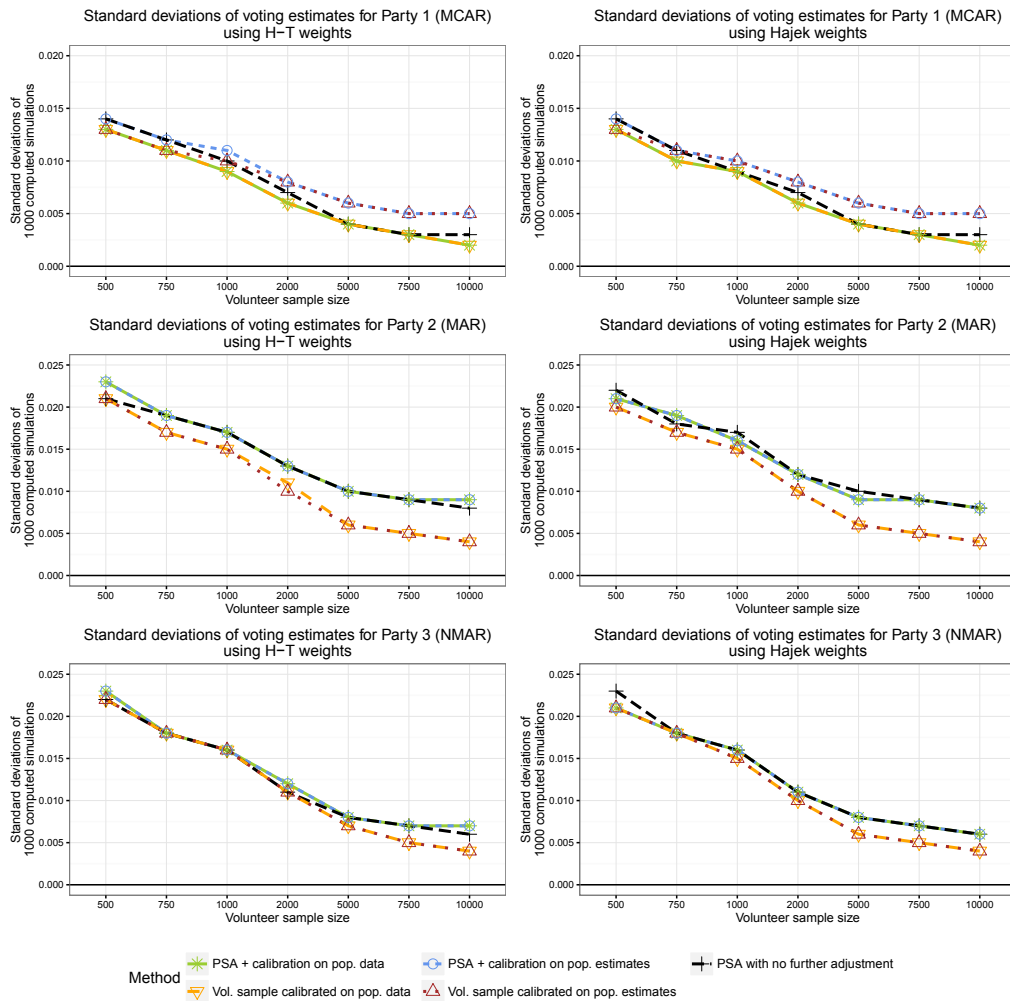 Standard deviations of voting estimates for Party 1 (MCAR)
using H−T weights
Standard deviations of
1000 computed simulations
0.020
0.015
0.010
0.005
0.000
500 750 1000 2000 5000 7500 10000
Volunteer sample size
Standard deviations of voting estimates for Party 1 (MCAR)
using Hajek weights
Standard deviations of
1000 computed simulations
0.020
0.015
0.010
0.005
0.000
500 750 1000 2000 5000 7500 10000
Volunteer sample size
Standard deviations of voting estimates for Party 2 (MAR)
using H−T weights
Standard deviations of
1000 computed simulations
0.025
0.020
0.015
0.010
0.005
0.000
500 750 1000 2000 5000 7500 10000
Volunteer sample size
Standard deviations of voting estimates for Party 2 (MAR)
using Hajek weights
Standard deviations of
1000 computed simulations
0.025
0.020
0.015
0.010
0.005
0.000
500 750 1000 2000 5000 7500 10000
Volunteer sample size
Standard deviations of voting estimates for Party 3 (NMAR)
using H−T weights
Standard deviations of
1000 computed simulations
0.025
0.020
0.015
0.010
0.005
0.000
500 750 1000 2000 5000 7500 10000
Volunteer sample size
Standard deviations of voting estimates for Party 3 (NMAR)
using Hajek weights
Standard deviations of
1000 computed simulations
0.025
0.020
0.015
0.010
0.005
0.000
500 750 1000 2000 5000 7500 10000
Volunteer sample size
Method
PSA + calibration on pop. data
PSA + calibration on pop. estimates
PSA with no further adjustment
Vol. sample calibrated on pop. data
Vol. sample calibrated on pop. estimates